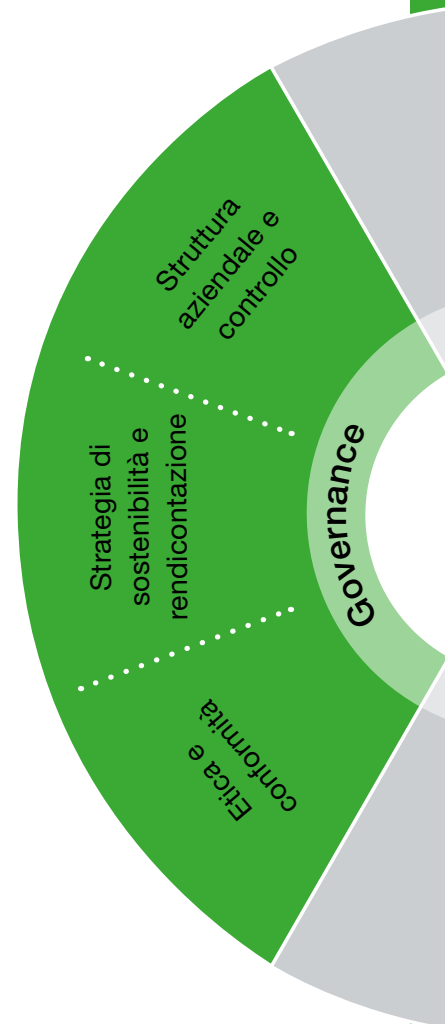 Struttura
aziendale e
controllo
Strategia di
sostenibilità e
rendicontazione
Etica e
conformità
Governance